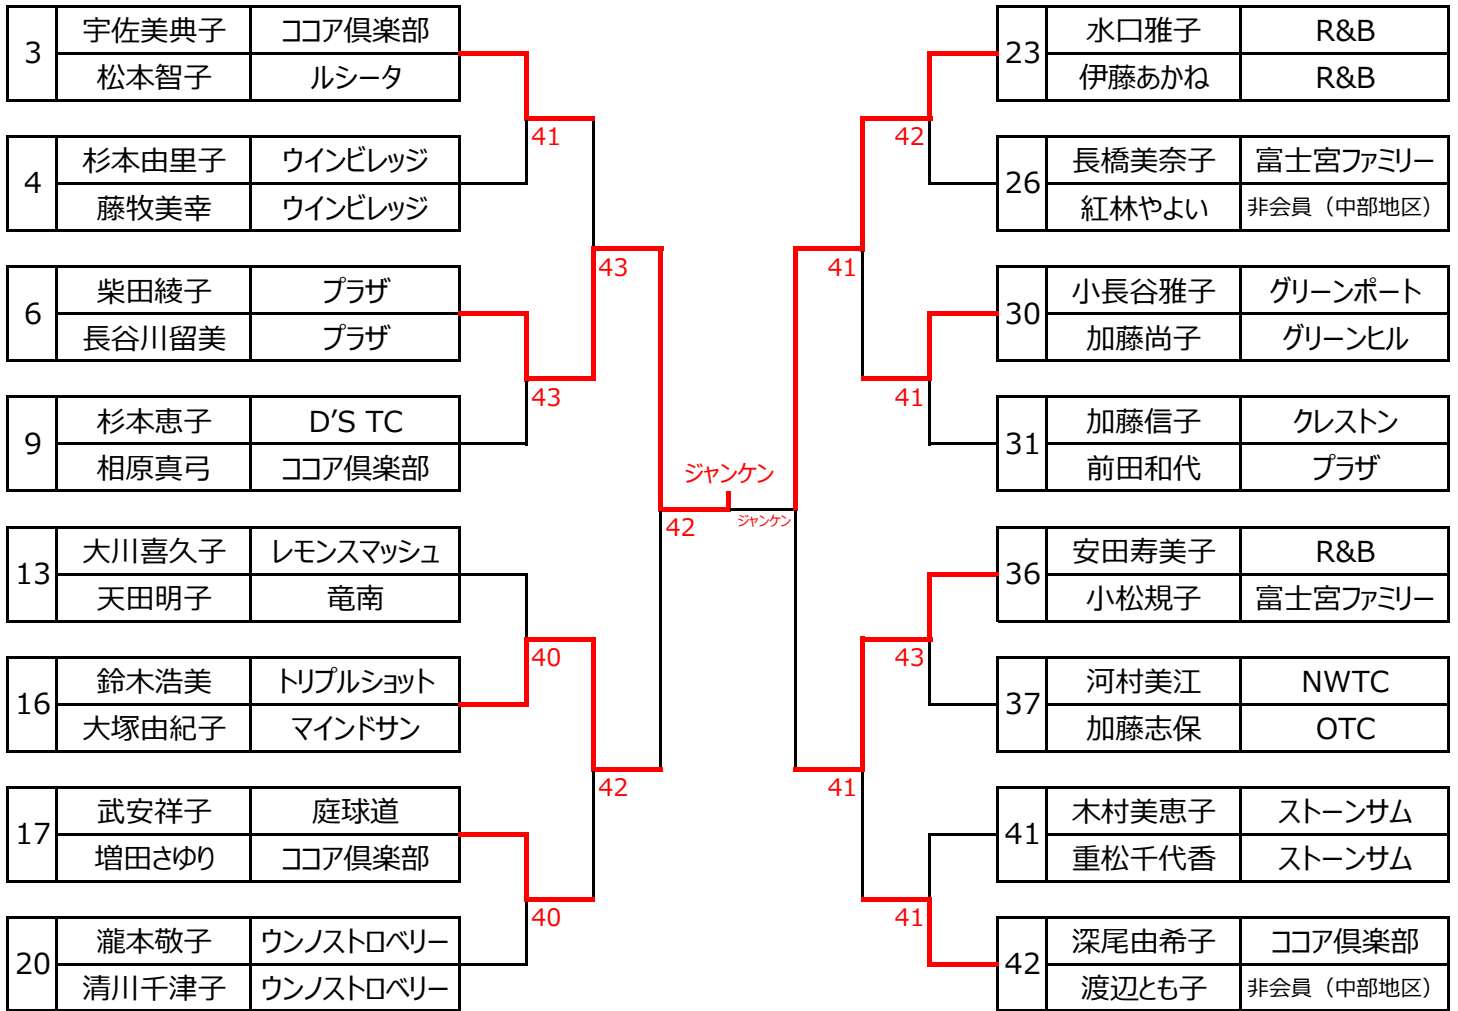 3 宇佐美典子 ココア倶楽部
松本智子 ルシータ
41
4 杉本由里子 ウインビレッジ
藤牧美幸 ウインビレッジ
43
6 柴田綾子 プラザ
長谷川留美 プラザ
43
9 杉本恵子 D'S TC
相原真弓 ココア倶楽部
ジャンケン
42 ジャンケン
13 大川喜久子 レモンスマッシュ
天田明子 竜南
40
16 鈴木浩美 トリプルショット
大塚由紀子 マインドサン
42
17 武安祥子 庭球道
増田さゆり ココア倶楽部
40
20 瀧本敬子 ウンノストロベリー
清川千津子 ウンノストロベリー
23 水口雅子 R&B
伊藤あかね R&B
42
26 長橋美奈子 富士宮ファミリー
紅林やよい 非会員（中部地区）
41
30 小長谷雅子 グリーンポート
加藤尚子 グリーンヒル
41
31 加藤信子 クレストン
前田和代 プラザ
36 安田寿美子 R&B
小松規子 富士宮ファミリー
43
37 河村美江 NWTC
加藤志保 OTC
41
41 木村美恵子 ストーンサム
重松千代香 ストーンサム
41
42 深尾由希子 ココア倶楽部
渡辺とも子 非会員（中部地区）